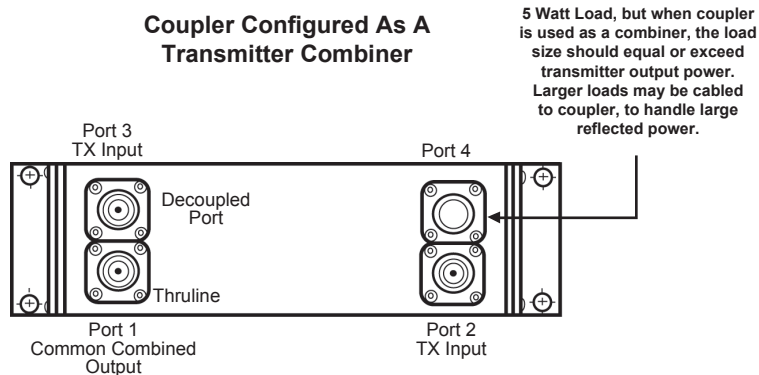 Coupler Configured As A
Transmitter Combiner
5 Watt Load, but when coupler
is used as a combiner, the load
size should equal or exceed
transmitter output power.
Larger loads may be cabled
to coupler, to handle large
reflected power.
Port 3
TX Input
Port 4
Decoupled
Port
Thruline
Port 1
Common Combined
Output
Port 2
TX Input